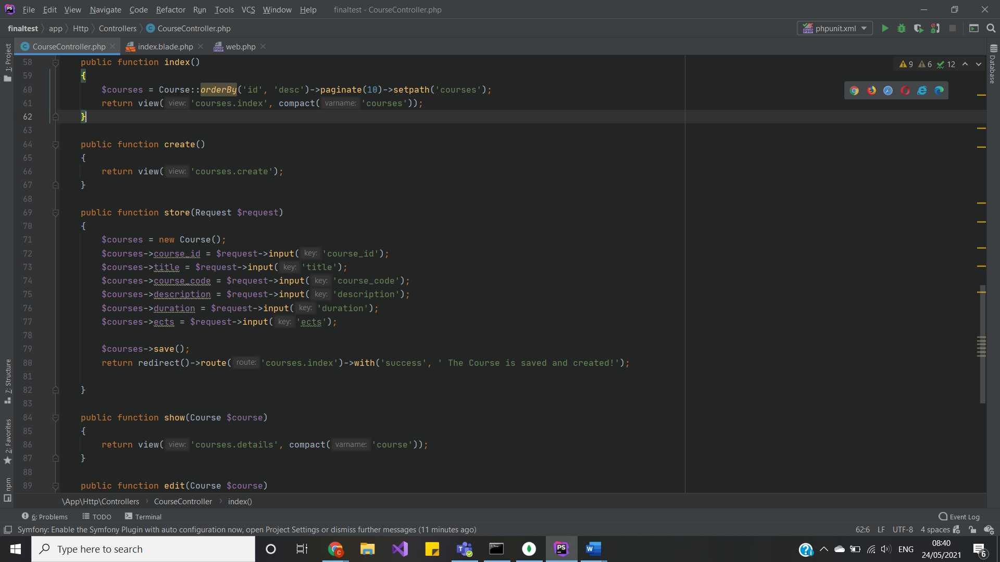 File Edit View Navigate Code Refactor Run Tools VCS Window Help finaltest - CourseController.php
finaltest app Http Controllers CourseController.php phpunit.xml
CourseController.php index.blade.php web.php
1: Project
7: Structure
2: Favorites
npm
Database
9 6 12
58 public function index()
59 {
60 $courses = Course::orderBy('id', 'desc')->paginate(10)->setpath('courses');
61 return view( view: 'courses.index', compact( varname: 'courses'));
62 }
63
64 public function create()
65 {
66 return view( view: 'courses.create');
67 }
68
69 public function store(Request $request)
70 {
71 $courses = new Course();
72 $courses->course_id = $request->input( key: 'course_id');
73 $courses->title = $request->input( key: 'title');
74 $courses->course_code = $request->input( key: 'course_code');
75 $courses->description = $request->input( key: 'description');
76 $courses->duration = $request->input( key: 'duration');
77 $courses->ects = $request->input( key: 'ects');
78
79 $courses->save();
80 return redirect()->route( route: 'courses.index')->with('success', ' The Course is saved and created!');
81
82 }
83
84 public function show(Course $course)
85 {
86 return view( view: 'courses.details', compact( varname: 'course'));
87 }
88
89 public function edit(Course $course)
\App\Http\Controllers CourseController index()
6: Problems TODO Terminal Event Log
Symfony: Enable the Symfony Plugin with auto configuration now, open Project Settings or dismiss further messages (11 minutes ago) 62:6 LF UTF-8 4 spaces
Type here to search ENG 08:40
24/05/2021 6